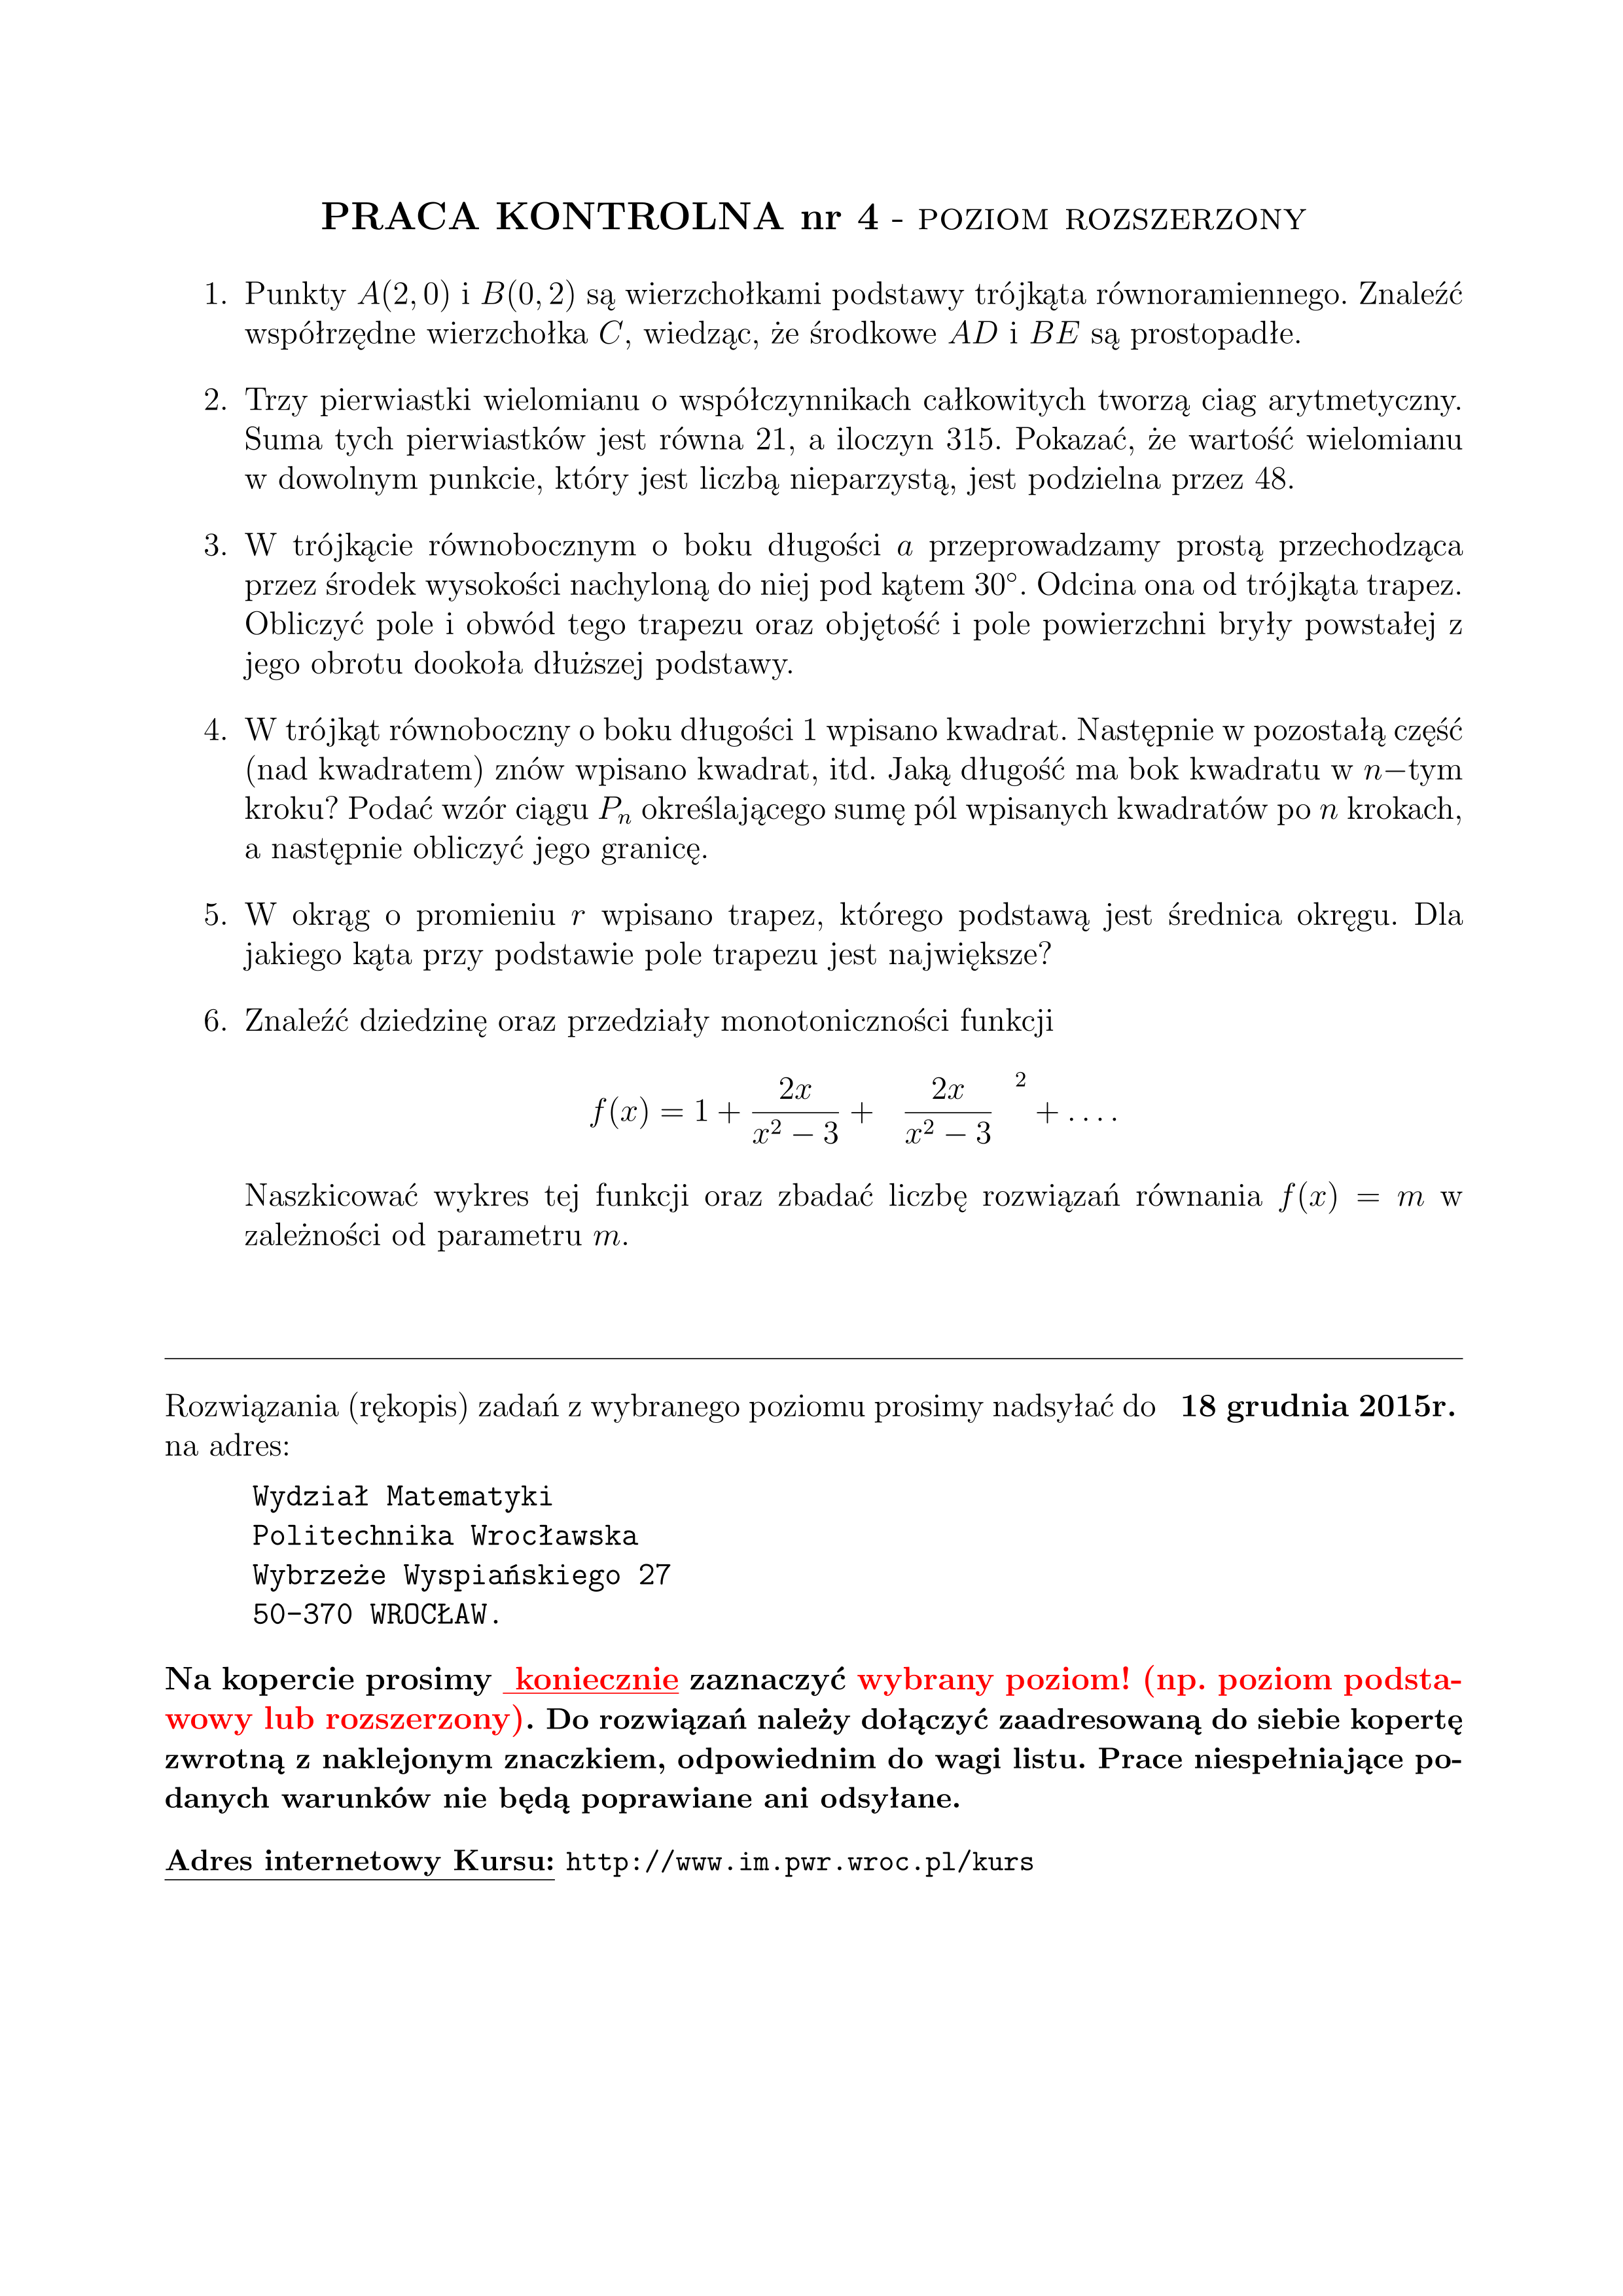 PRACA KONTROLNA nr 4 - POZIOM ROZSZERZONY
1. Punkty A(2, 0) i B(0, 2) są wierzchołkami podstawy trójkąta równoramiennego. Znaleźć
współrzędne wierzchołka C, wiedząc, że środkowe AD i BE są prostopadłe.
2. Trzy pierwiastki wielomianu o współczynnikach całkowitych tworzą ciag arytmetyczny.
Suma tych pierwiastków jest równa 21, a iloczyn 315. Pokazać, że wartość wielomianu
w dowolnym punkcie, który jest liczbą nieparzystą, jest podzielna przez 48.
3. W trójkącie równobocznym o boku długości a przeprowadzamy prostą przechodząca
przez środek wysokości nachyloną do niej pod kątem 30°. Odcina ona od trójkąta trapez.
Obliczyć pole i obwód tego trapezu oraz objętość i pole powierzchni bryły powstałej z
jego obrotu dookoła dłuższej podstawy.
4. W trójkąt równoboczny o boku długości 1 wpisano kwadrat. Następnie w pozostałą część
(nad kwadratem) znów wpisano kwadrat, itd. Jaką długość ma bok kwadratu w n−tym
kroku? Podać wzór ciągu Pₙ określającego sumę pól wpisanych kwadratów po n krokach,
a następnie obliczyć jego granicę.
5. W okrąg o promieniu r wpisano trapez, którego podstawą jest średnica okręgu. Dla
jakiego kąta przy podstawie pole trapezu jest największe?
6. Znaleźć dziedzinę oraz przedziały monotoniczności funkcji
f(x) = 1 + 2x/(x² − 3) + 2x/(x² − 3) ² + . . . .
Naszkicować wykres tej funkcji oraz zbadać liczbę rozwiązań równania f(x) = m w
zależności od parametru m.
Rozwiązania (rękopis) zadań z wybranego poziomu prosimy nadsyłać do 18 grudnia 2015r.
na adres:
Wydział Matematyki
Politechnika Wrocławska
Wybrzeże Wyspiańskiego 27
50-370 WROCŁAW.
Na kopercie prosimy koniecznie zaznaczyć wybrany poziom! (np. poziom podsta-
wowy lub rozszerzony). Do rozwiązań należy dołączyć zaadresowaną do siebie kopertę
zwrotną z naklejonym znaczkiem, odpowiednim do wagi listu. Prace niespełniające po-
danych warunków nie będą poprawiane ani odsyłane.
Adres internetowy Kursu: http://www.im.pwr.wroc.pl/kurs